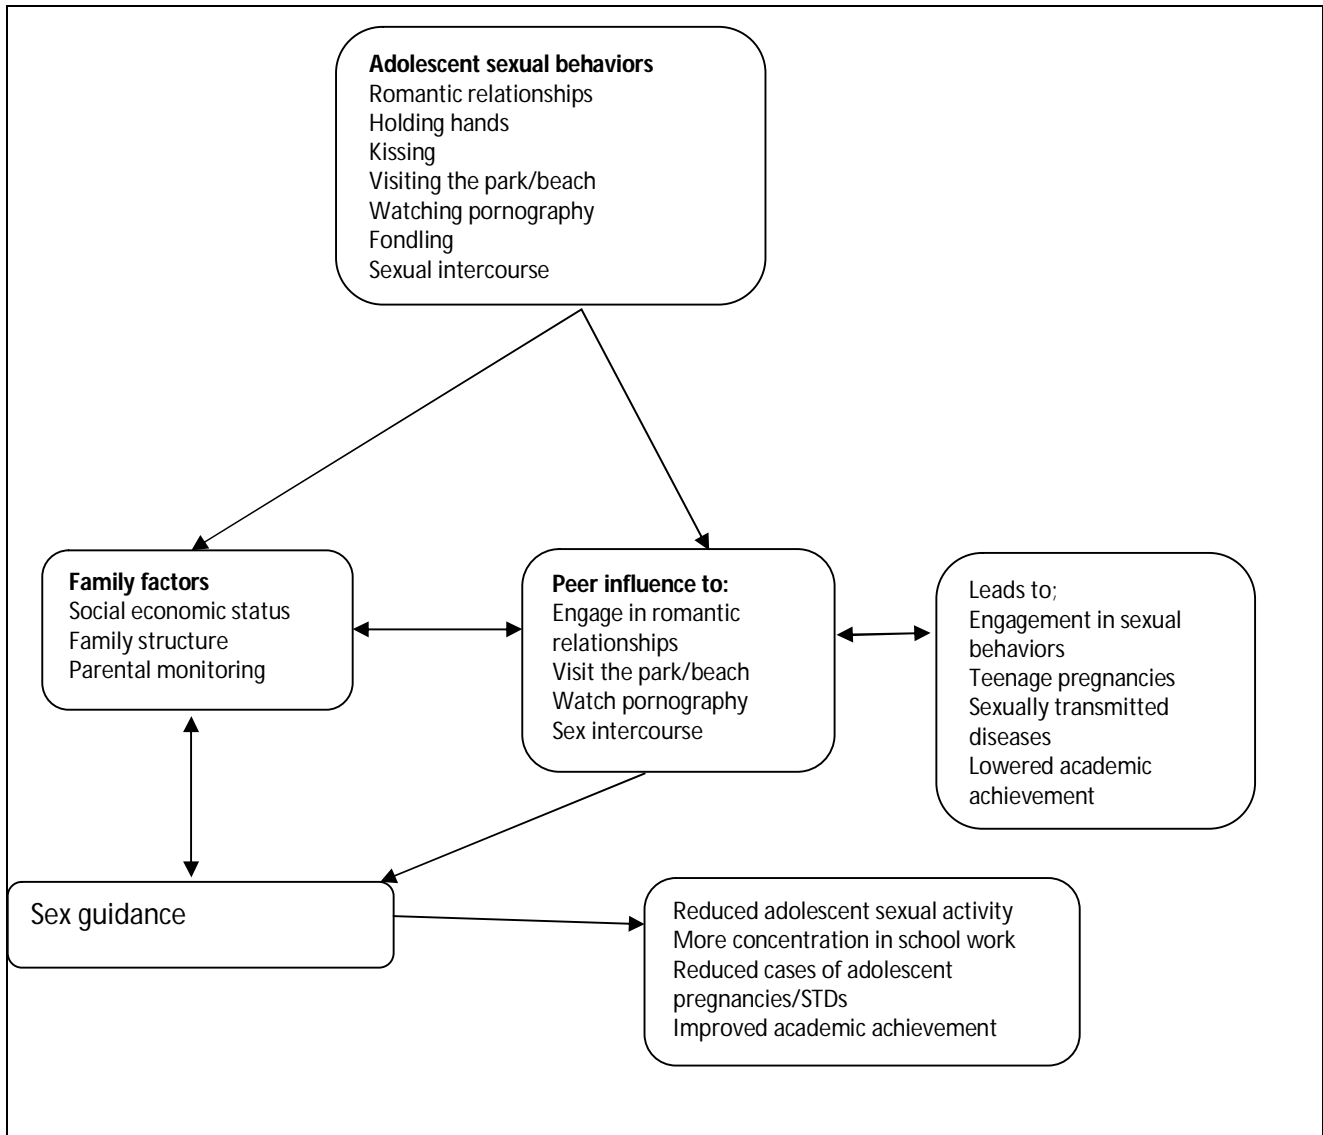 Adolescent sexual behaviors
Romantic relationships
Holding hands
Kissing
Visiting the park/beach
Watching pornography
Fondling
Sexual intercourse
Family factors
Social economic status
Family structure
Parental monitoring
Peer influence to:
Engage in romantic
relationships
Visit the park/beach
Watch pornography
Sex intercourse
Leads to;
Engagement in sexual
behaviors
Teenage pregnancies
Sexually transmitted
diseases
Lowered academic
achievement
Sex guidance
Reduced adolescent sexual activity
More concentration in school work
Reduced cases of adolescent
pregnancies/STDs
Improved academic achievement